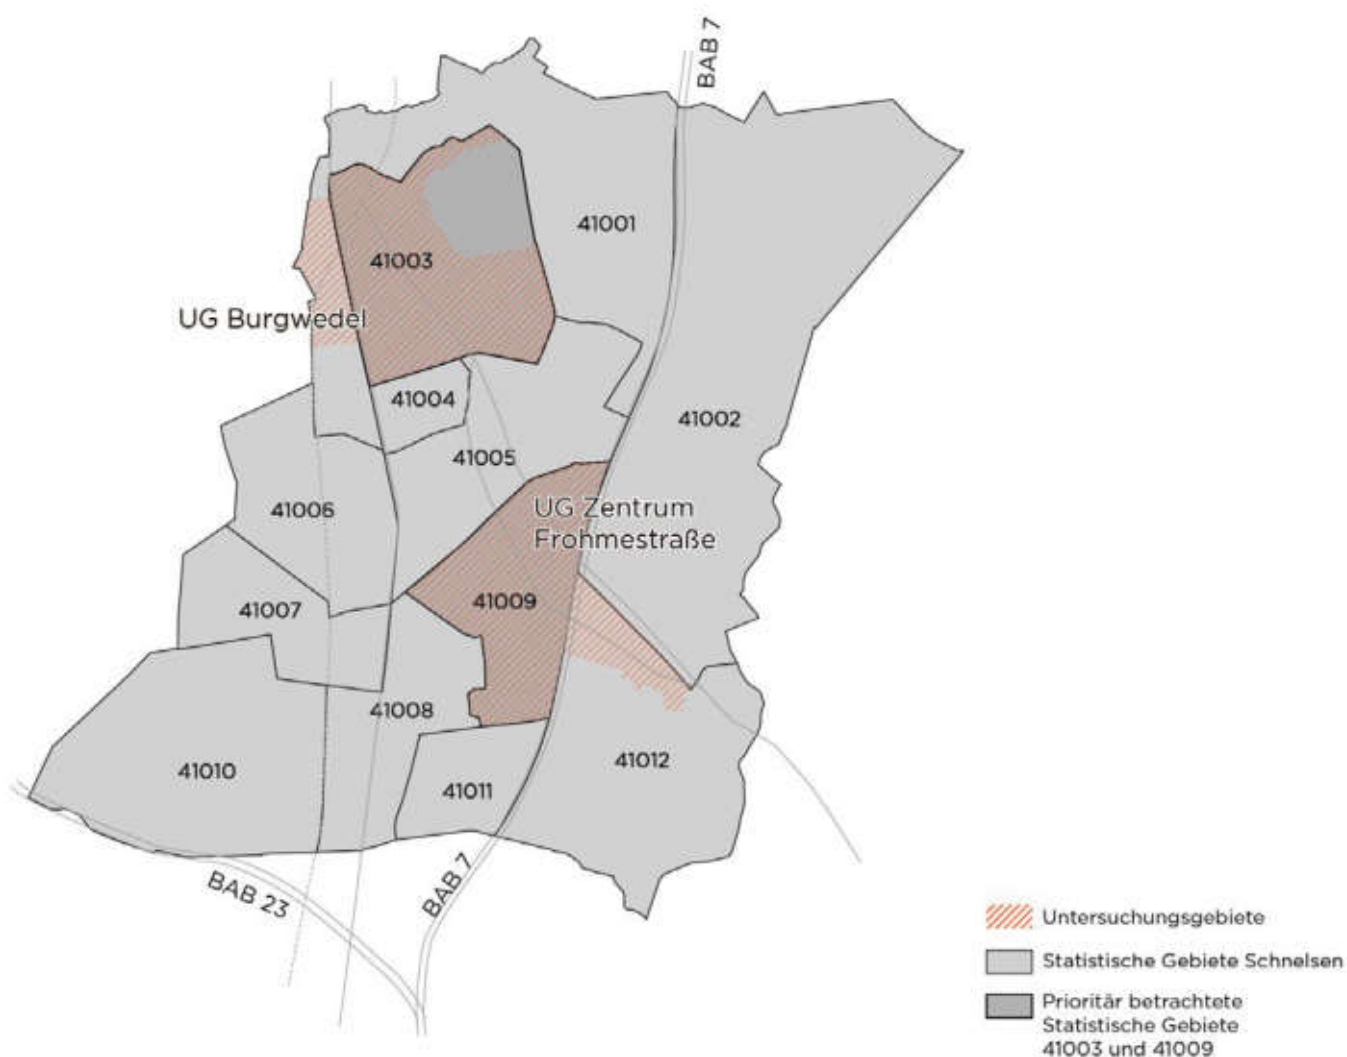 BAB 7
41001
41003
UG Burgwedel
41004
41002
41005
UG Zentrum
Frohmestraße
41006
41009
41007
41008
41012
41010
41011
BAB 23
BAB 7
Untersuchungsgebiete
Statistische Gebiete Schnelsen
Prioritär betrachtete
Statistische Gebiete
41003 und 41009